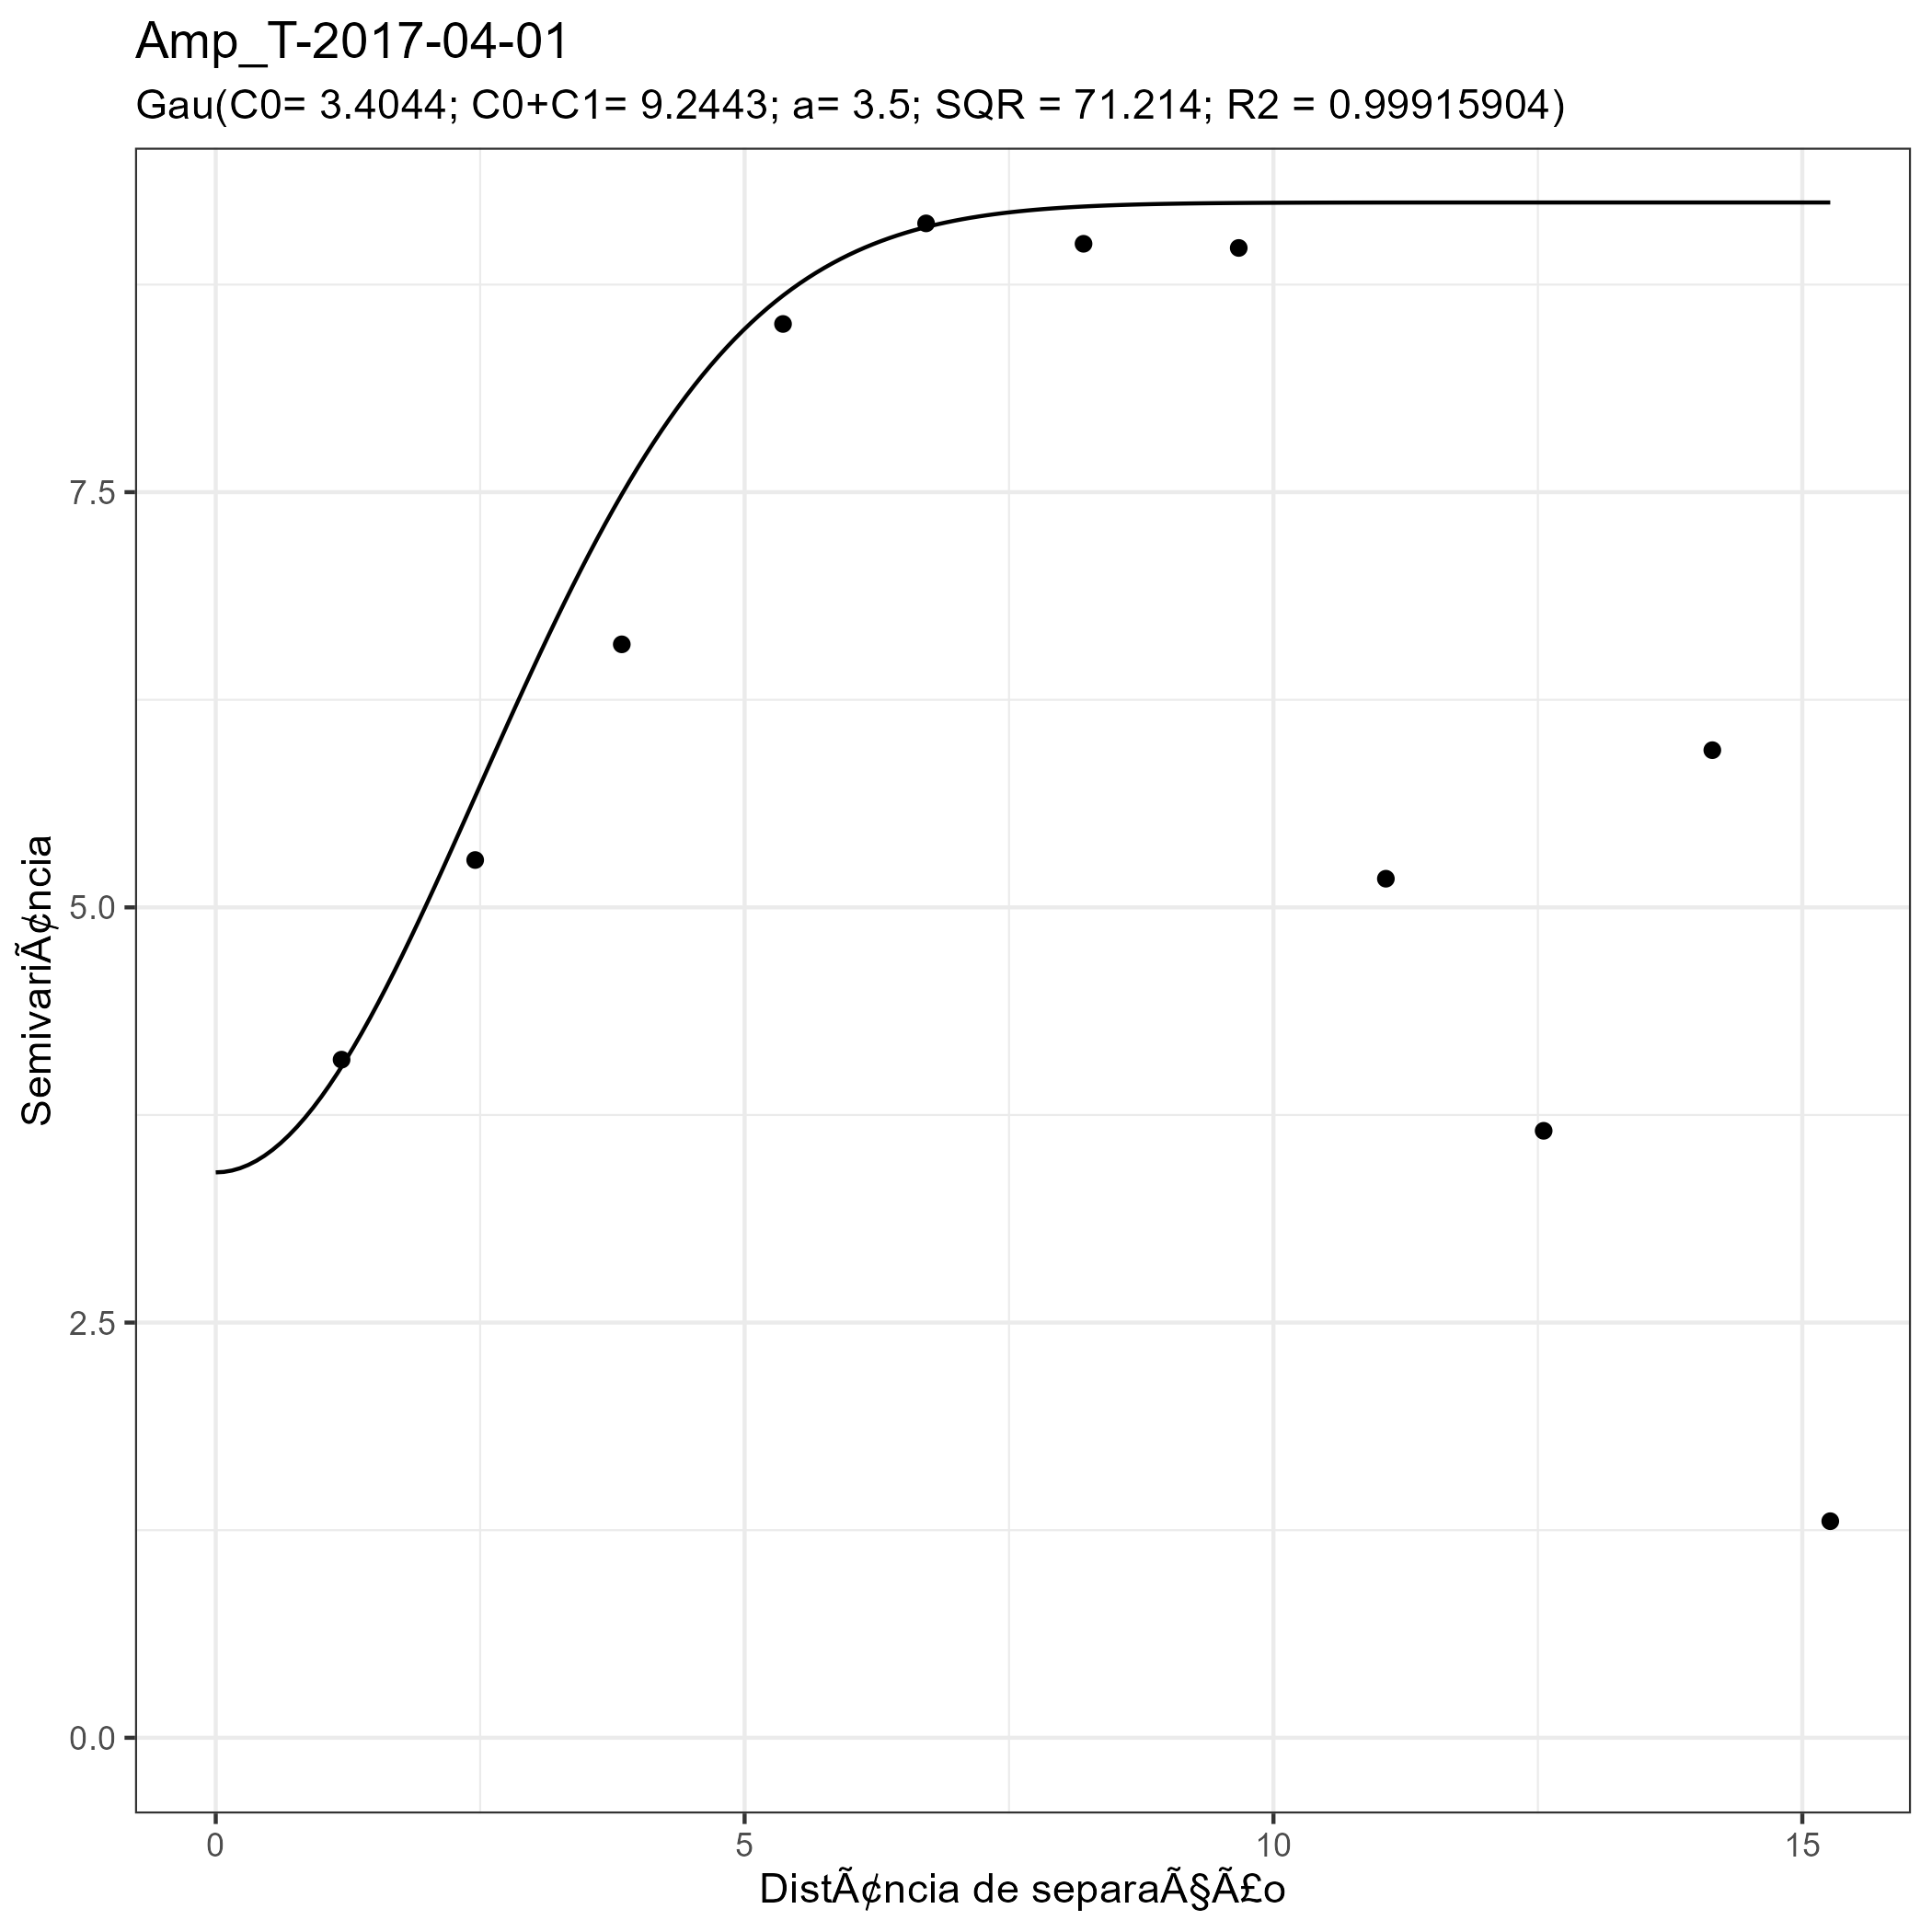 Amp_T-2017-04-01
Gau(C0= 3.4044; C0+C1= 9.2443; a= 3.5; SQR = 71.214; R2 = 0.99915904)
SemivariÃ¢ncia
7.5
5.0
2.5
0.0
0
5
10
15
DistÃ¢ncia de separaÃ§Ã£o